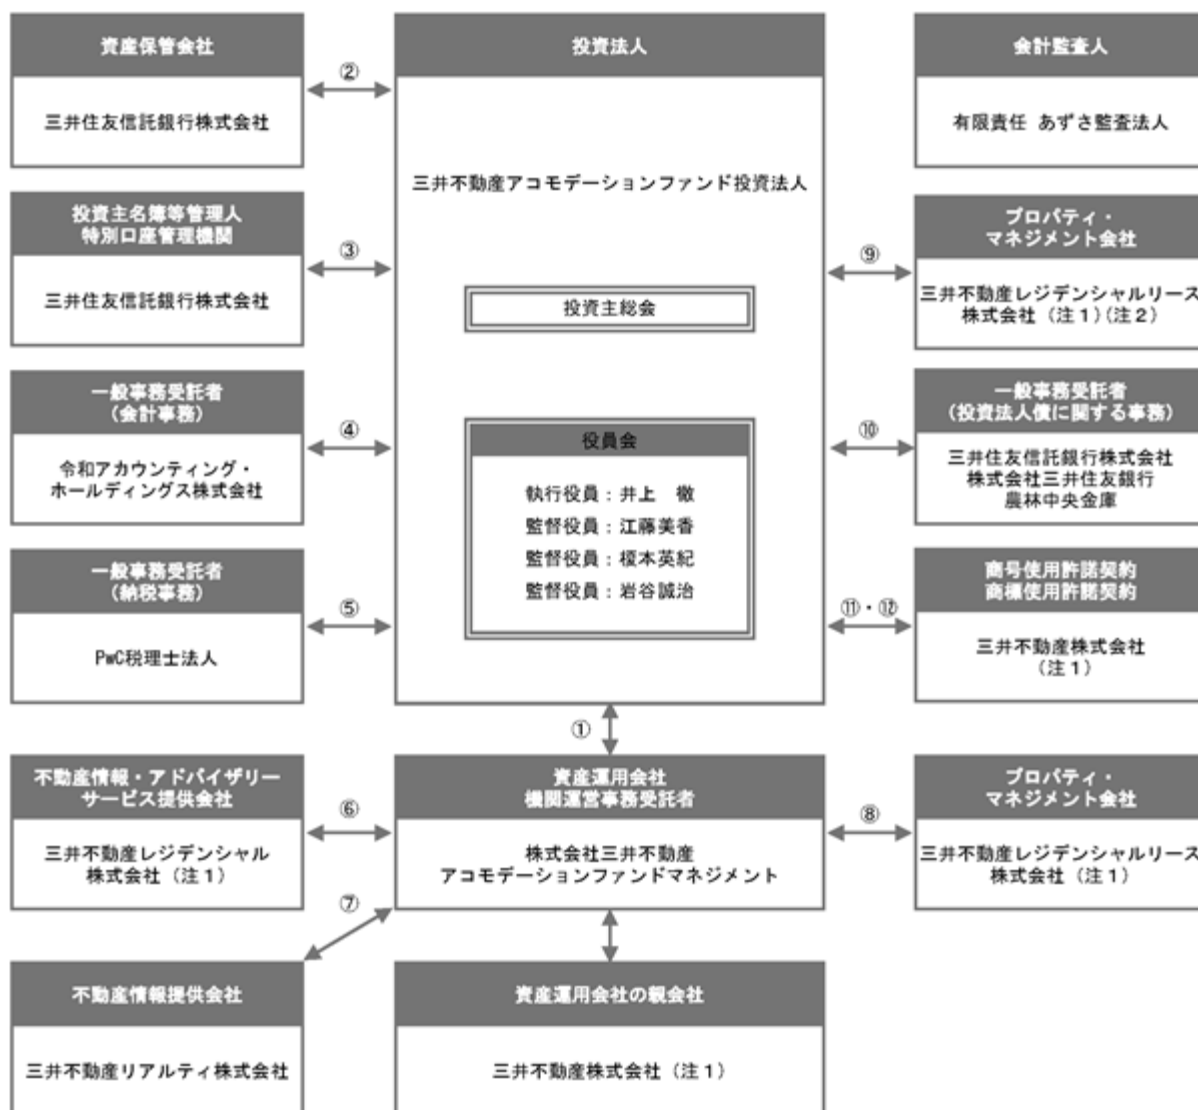 資産保管会社
三井住友信託銀行株式会社
②
投資法人
三井不動産アコモデーションファンド投資法人
会計監査人
有限責任 あずさ監査法人
投資主名簿等管理人
特別口座管理機関
三井住友信託銀行株式会社
③
投資主総会
⑨
プロパティ・
マネジメント会社
三井不動産レジデンシャルリース
株式会社（注１）（注２）
一般事務受託者
（会計事務）
令和アカウンティング・
ホールディングス株式会社
④
役員会
執行役員：井上　徹
監督役員：江藤美香
監督役員：榎本英紀
監督役員：岩谷誠治
⑩
一般事務受託者
（投資法人債に関する事務）
三井住友信託銀行株式会社
株式会社三井住友銀行
農林中央金庫
一般事務受託者
（納税事務）
PwC税理士法人
⑤
⑪・⑫
商号使用許諾契約
商標使用許諾契約
三井不動産株式会社
（注１）
①
不動産情報・アドバイザリー
サービス提供会社
三井不動産レジデンシャル
株式会社（注１）
⑥
資産運用会社
機関運営事務受託者
株式会社三井不動産
アコモデーションファンドマネジメント
⑧
プロパティ・
マネジメント会社
三井不動産レジデンシャルリース
株式会社（注１）
⑦
不動産情報提供会社
三井不動産リアルティ株式会社
資産運用会社の親会社
三井不動産株式会社（注１）